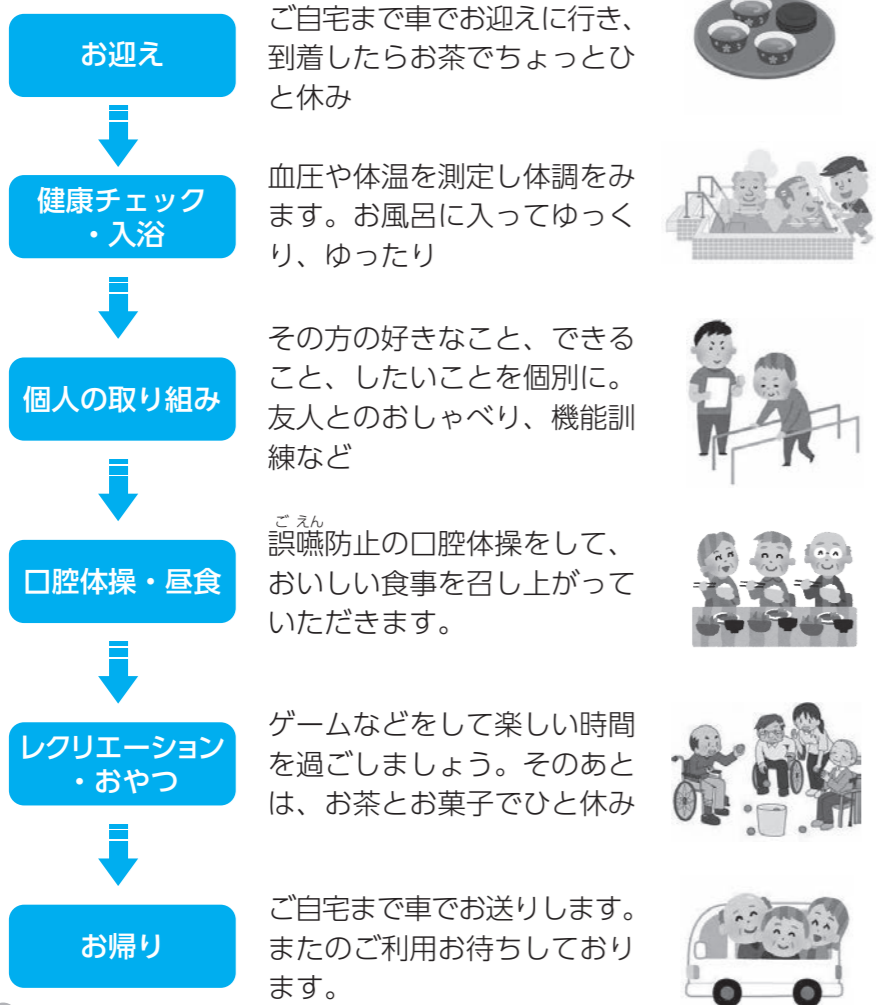 お迎え
ご自宅まで車でお迎えに行き、
到着したらお茶でちょっとひ
と休み
健康チェック
・入浴
血圧や体温を測定し体調をみ
ます。お風呂に入ってゆっく
り、ゆったり
個人の取り組み
その方の好きなこと、できる
こと、したいことを個別に。
友人とのおしゃべり、機能訓
練など
口腔体操・昼食
ごえん
誤嚥防止の口腔体操をして、
おいしい食事を召し上がって
いただきます。
レクリエーション
・おやつ
ゲームなどをして楽しい時間
を過ごしましょう。そのあと
は、お茶とお菓子でひと休み
お帰り
ご自宅まで車でお送りします。
またのご利用お待ちしており
ます。